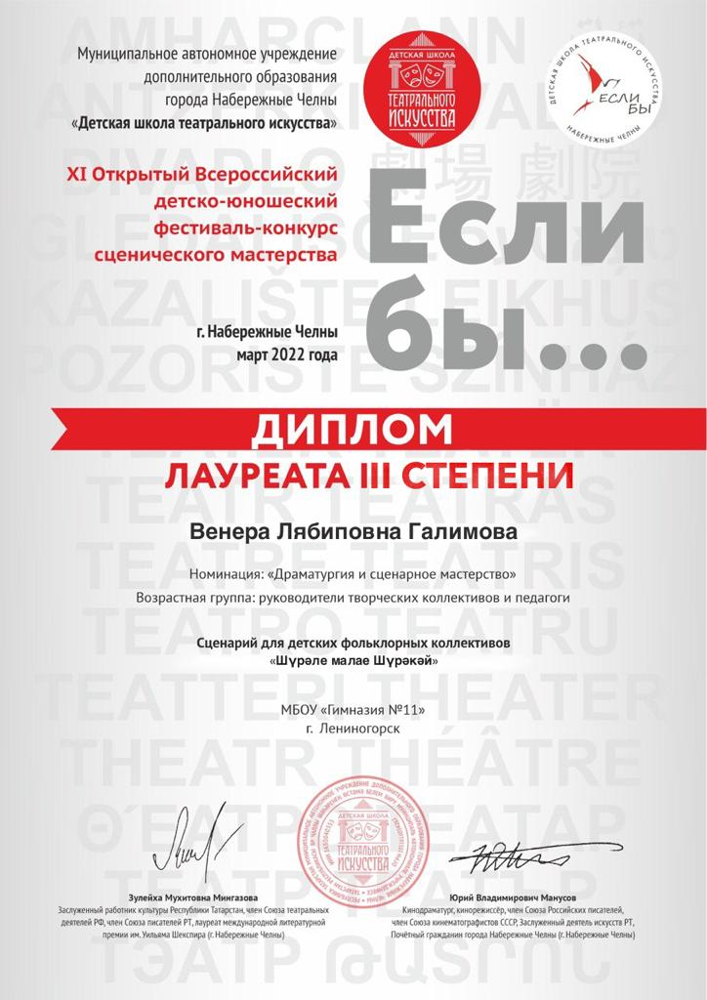 Муниципальное автономное учреждение
дополнительного образования
города Набережные Челны
«Детская школа театрального искусства»
ДЕТСКАЯ ШКОЛА
ТЕАТРАЛЬНОГО
ИСКУССТВА
ДЕТСКАЯ ШКОЛА ТЕАТРАЛЬНОГО ИСКУССТВА
ЕСЛИ
БЫ
НАБЕРЕЖНЫЕ ЧЕЛНЫ
XI Открытый Всероссийский
детско-юношеский
фестиваль-конкурс
сценического мастерства
Если
бы...
г. Набережные Челны
март 2022 года
ДИПЛОМ
ЛАУРЕАТА III СТЕПЕНИ
Венера Лябиповна Галимова
Номинация: «Драматургия и сценарное мастерство»
Возрастная группа: руководители творческих коллективов и педагоги
Сценарий для детских фольклорных коллективов
«Шүрәле малае Шүрәкәй»
МБОУ «Гимназия №11»
г. Лениногорск
ДЕТСКАЯ ШКОЛА
ТЕАТРАЛЬНОГО
ИСКУССТВА
Зулейха Мухитовна Мингазова
Заслуженный работник культуры Республики Татарстан, член Союза театральных
деятелей РФ, член Союза писателей РТ, лауреат международной литературной
премии им. Уильяма Шекспира (г. Набережные Челны)
Юрий Владимирович Манусов
Кинодраматург, кинорежиссёр, член Союза Российских писателей,
член Союза кинематографистов СССР, Заслуженный деятель искусств РТ,
Почётный гражданин города Набережные Челны (г. Набережные Челны)